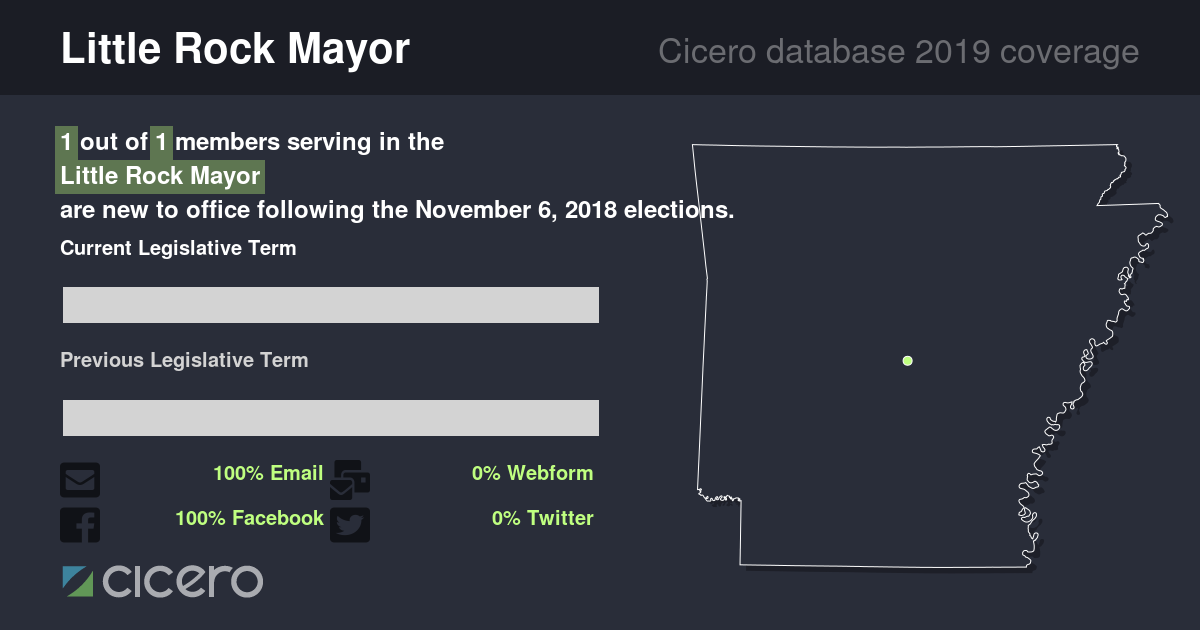 Little Rock Mayor
Cicero database 2019 coverage
1 out of 1 members serving in the
Little Rock Mayor
are new to office following the November 6, 2018 elections.
Current Legislative Term
Previous Legislative Term
100% Email
0% Webform
100% Facebook
0% Twitter
cicero